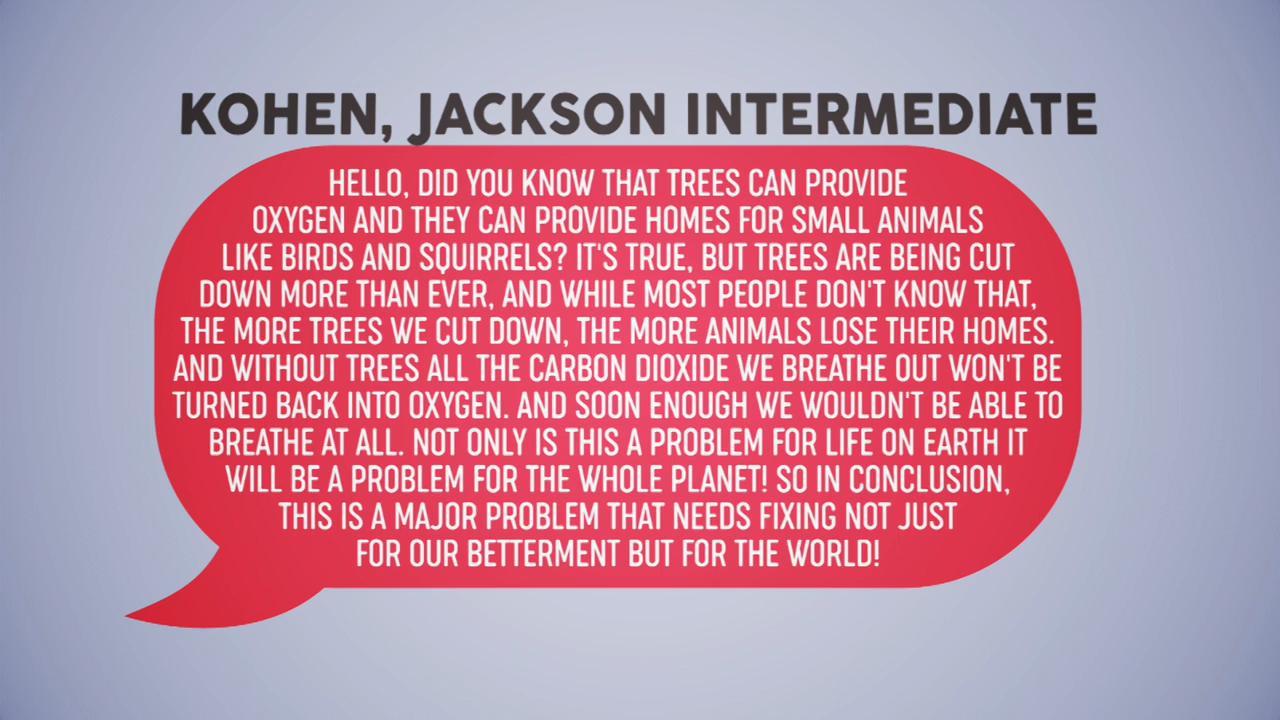 KOHEN, JACKSON INTERMEDIATE
HELLO, DID YOU KNOW THAT TREES CAN PROVIDE
OXYGEN AND THEY CAN PROVIDE HOMES FOR SMALL ANIMALS
LIKE BIRDS AND SQUIRRELS? IT'S TRUE, BUT TREES ARE BEING CUT
DOWN MORE THAN EVER, AND WHILE MOST PEOPLE DON'T KNOW THAT,
THE MORE TREES WE CUT DOWN, THE MORE ANIMALS LOSE THEIR HOMES.
AND WITHOUT TREES ALL THE CARBON DIOXIDE WE BREATHE OUT WON'T BE
TURNED BACK INTO OXYGEN. AND SOON ENOUGH WE WOULDN'T BE ABLE TO
BREATHE AT ALL. NOT ONLY IS THIS A PROBLEM FOR LIFE ON EARTH IT
WILL BE A PROBLEM FOR THE WHOLE PLANET! SO IN CONCLUSION,
THIS IS A MAJOR PROBLEM THAT NEEDS FIXING NOT JUST
FOR OUR BETTERMENT BUT FOR THE WORLD!